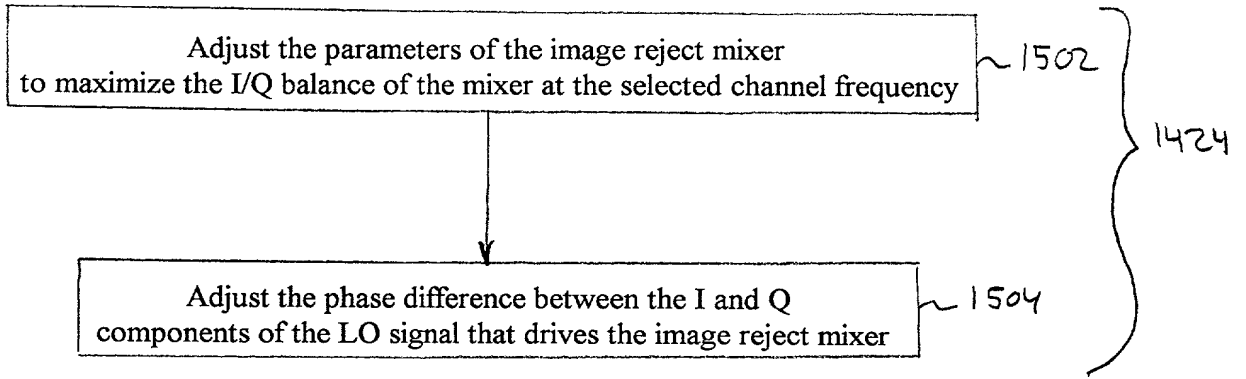 Adjust the parameters of the image reject mixer
to maximize the I/Q balance of the mixer at the selected channel frequency
1502
1424
Adjust the phase difference between the I and Q
components of the LO signal that drives the image reject mixer
1504